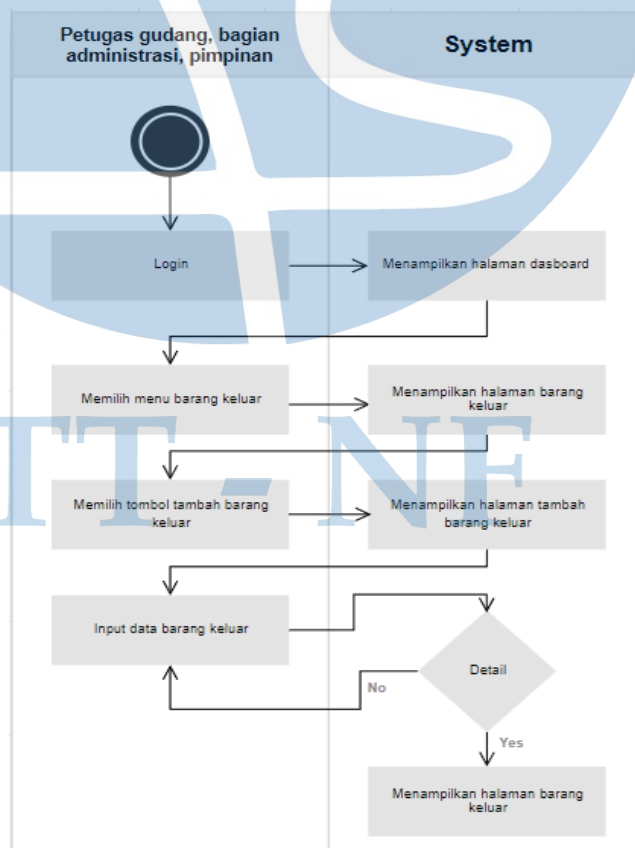 Petugas gudang, bagian
administrasi, pimpinan
System
Login
Menampilkan halaman dasboard
Memilih menu barang keluar
Menampilkan halaman barang
keluar
Memilih tombol tambah barang
keluar
Menampilkan halaman tambah
barang keluar
TT - NF
Input data barang keluar
Detail
No
Yes
Menampilkan halaman barang
keluar